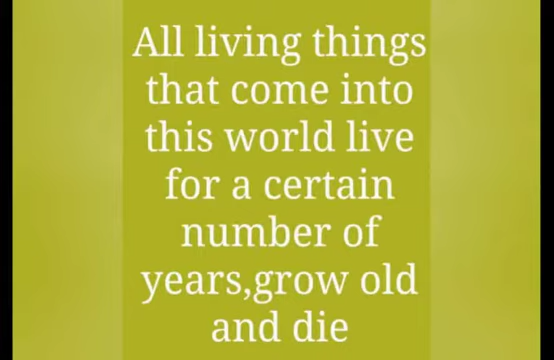 All living things
that come into
this world live
for a certain
number of
years,grow old
and die